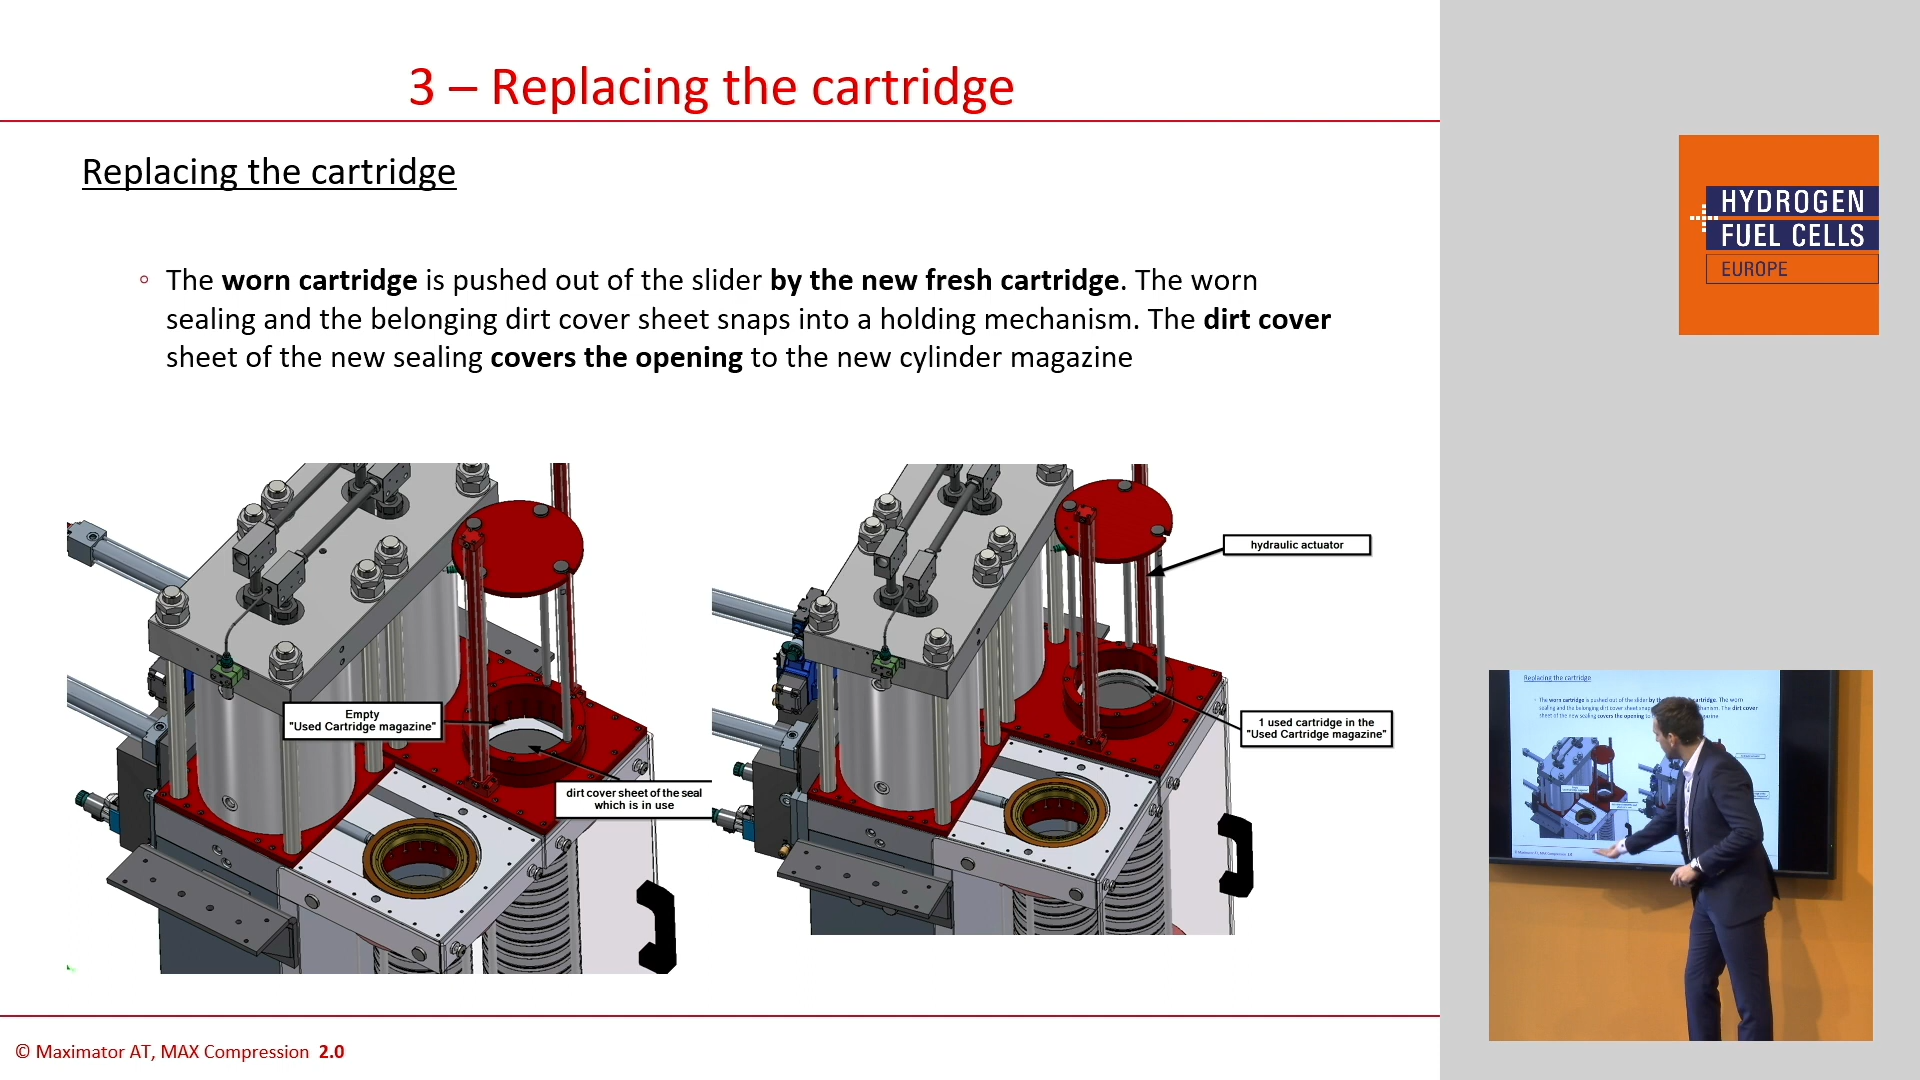 3 – Replacing the cartridge
Replacing the cartridge
◦ The worn cartridge is pushed out of the slider by the new fresh cartridge. The worn
sealing and the belonging dirt cover sheet snaps into a holding mechanism. The dirt cover
sheet of the new sealing covers the opening to the new cylinder magazine
Empty
"Used Cartridge magazine"
dirt cover sheet of the seal
which is in use
hydraulic actuator
1 used cartridge in the
"Used Cartridge magazine"
© Maximator AT, MAX Compression 2.0
HYDROGEN
FUEL CELLS
EUROPE
Replacing the cartridge